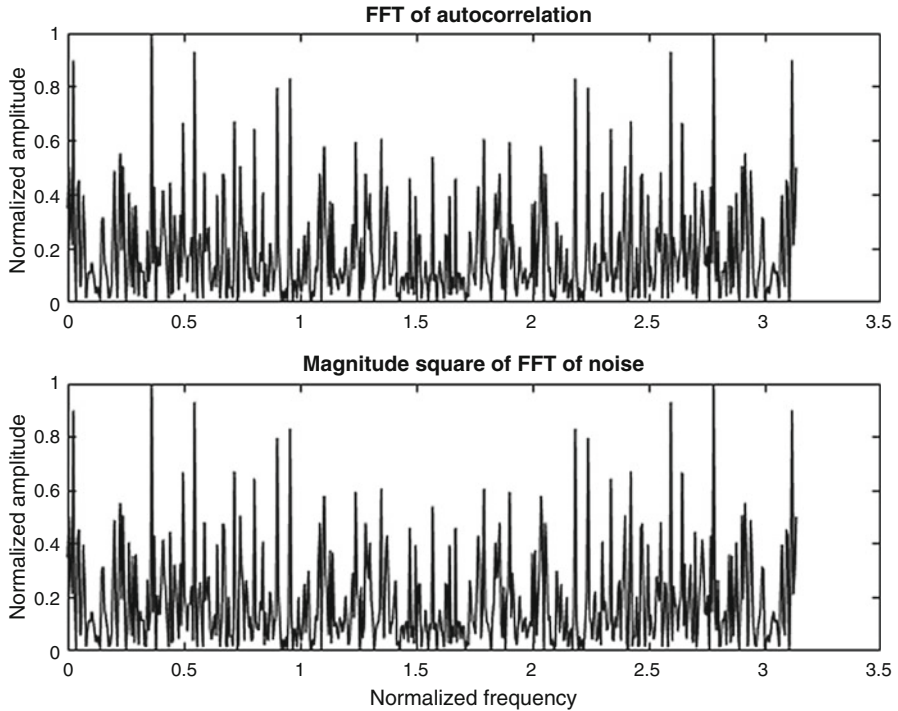 FFT of autocorrelation
Normalized amplitude
1
0.8
0.6
0.4
0.2
0
0 0.5 1 1.5 2 2.5 3 3.5
Magnitude square of FFT of noise
Normalized amplitude
1
0.8
0.6
0.4
0.2
0
0 0.5 1 1.5 2 2.5 3 3.5
Normalized frequency